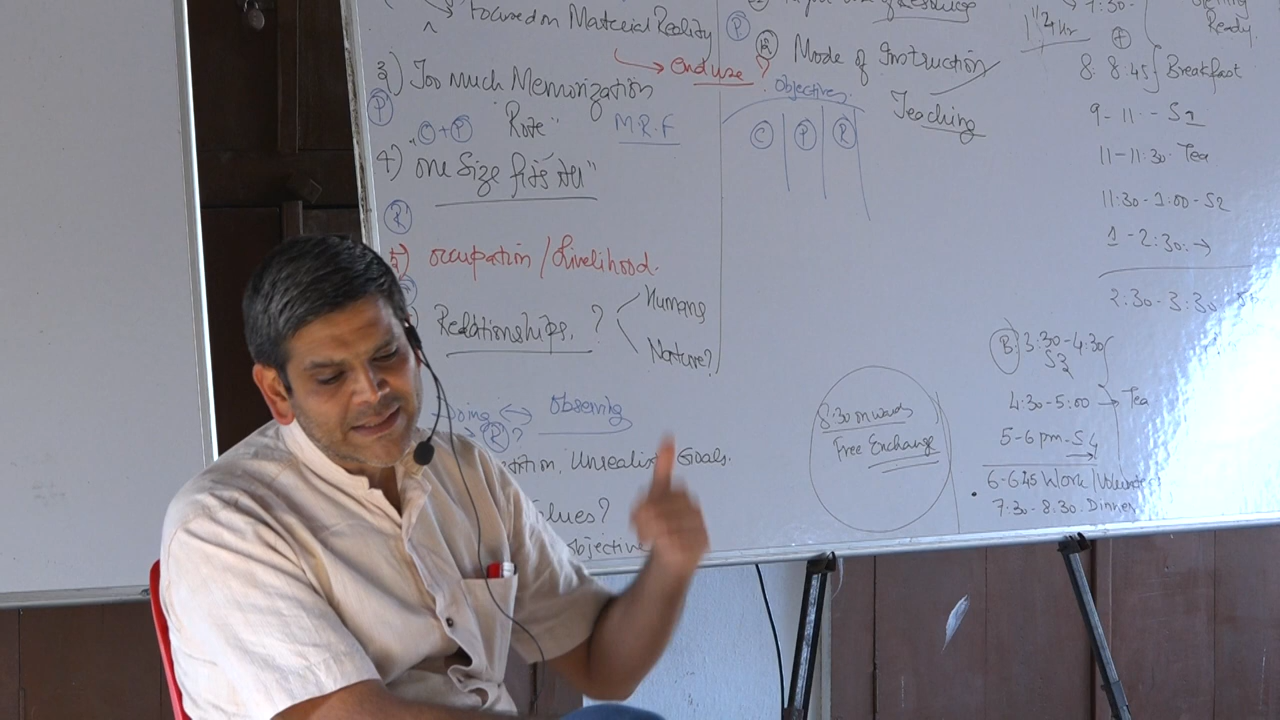 focused on Material Reality
→ end use ?
3) Too much Memorization
P
C + P "Rote" M.R.F
4) "one Size fits All"
R
5) occupation / Livelihood.
Relationships. ?
Humans
Nature?
Doing ↔ Observing
R ?
Unrealistic Goals.
Values?
Objective
P
Mode of Instruction
Teaching
Objectives
C P R
8:30 onwards
Free Exchange
1 1/4 hr
7:30-
Ready
8-8:45 Breakfast
9-11 - S1
11-11:30. Tea
11:30-1:00-S2
1-2:30: →
2:30-3:30.
B: 3:30-4:30
S3
4:30-5:00 → Tea
5-6 pm-S4
6-6:45 Work /
7:30-8:30. Dinner